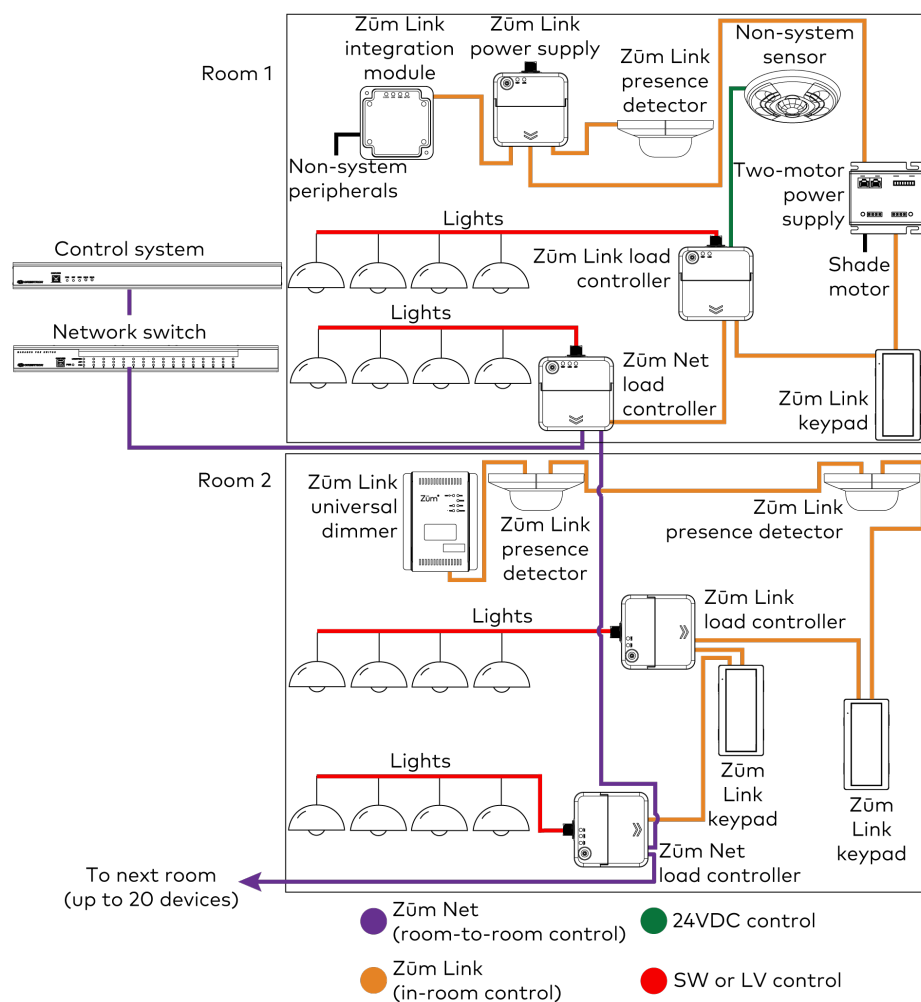 Zūm Link
integration
module
Zūm Link
power supply
Non-system
sensor
Room 1
Zūm Link
presence
detector
Non-system
peripherals
Two-motor
power
supply
Lights
Control system
Zūm Link load
controller
Shade
motor
Lights
Network switch
Zūm Net
load
controller
Zūm Link
keypad
Room 2
Zūm Link
universal
dimmer
Zūm
Zūm Link
presence
detector
Zūm Link
presence detector
Zūm Link
load controller
Lights
Lights
Zūm
Link
keypad
Zūm
Link
keypad
Zūm Net
load controller
To next room
(up to 20 devices)
Zūm Net
(room-to-room control)
24VDC control
Zūm Link
(in-room control)
SW or LV control